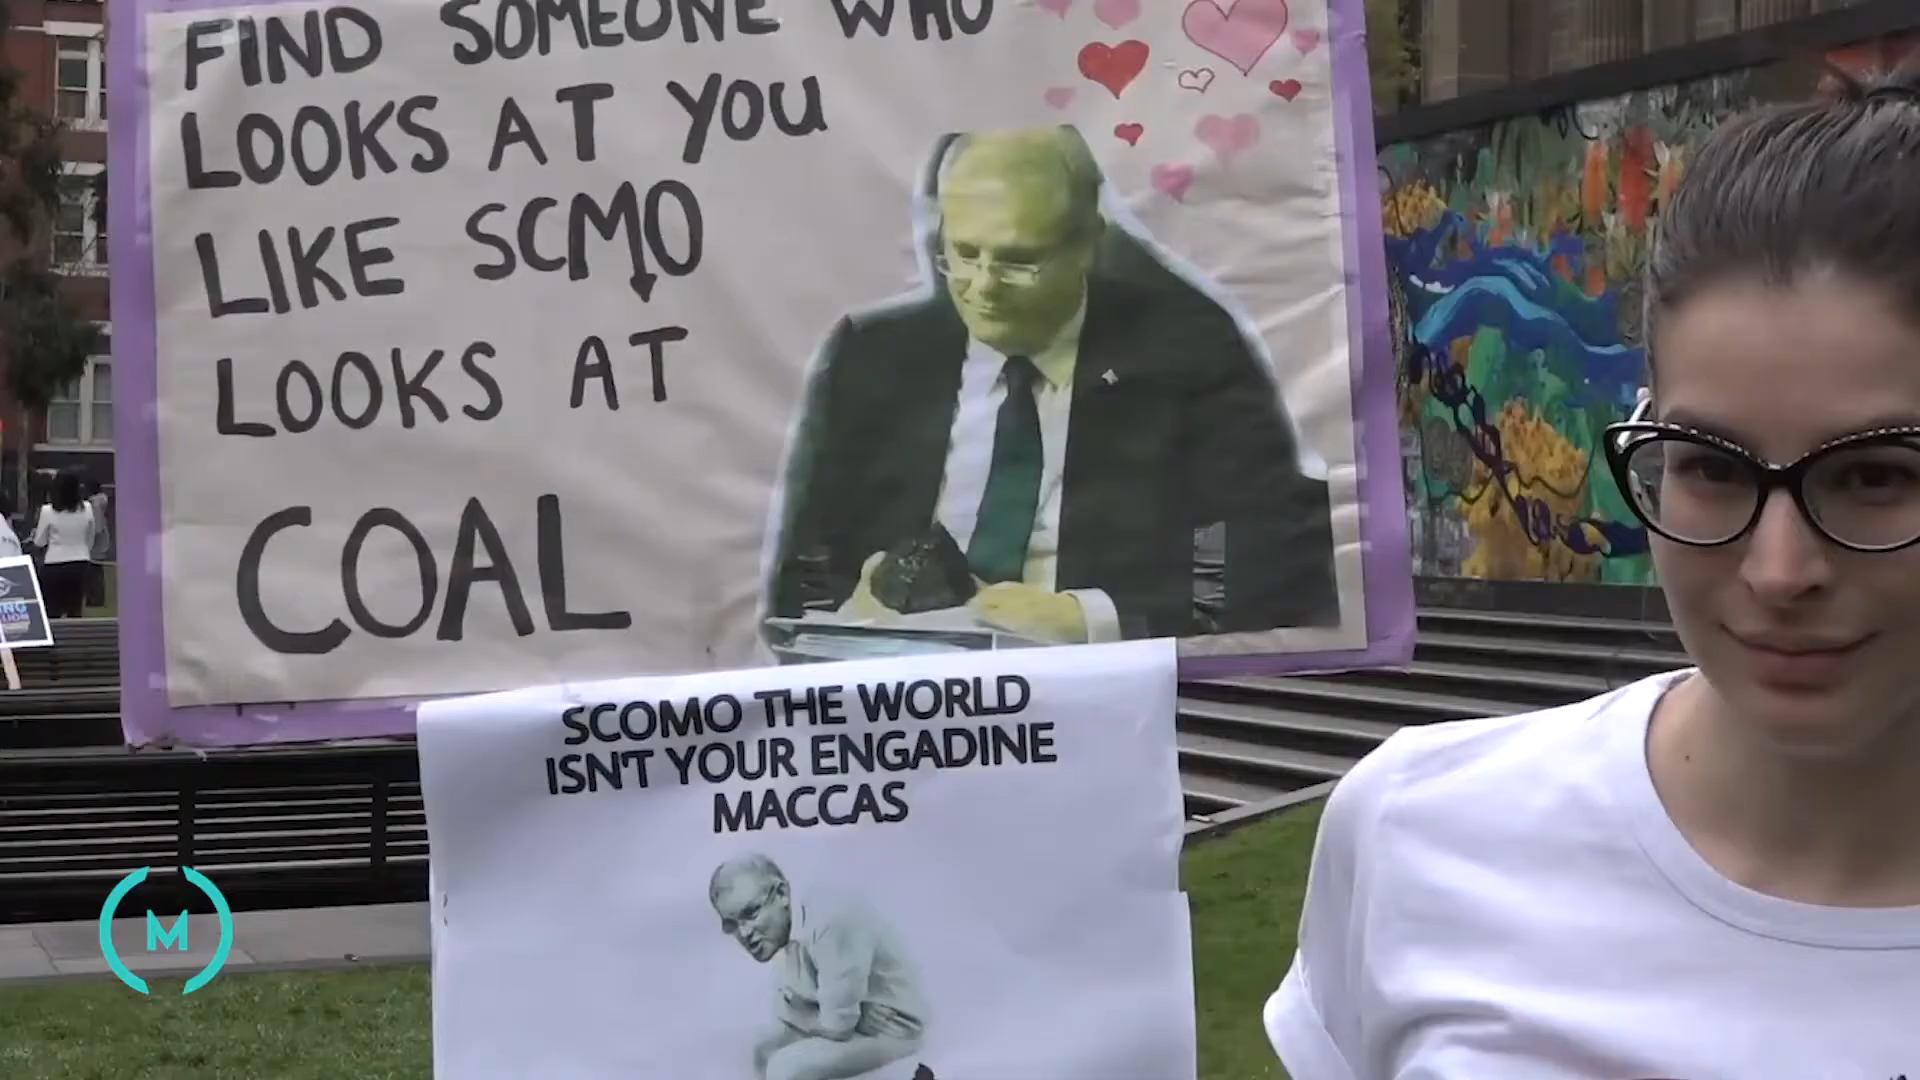 FIND SOMEONE WHO
LOOKS AT YOU
LIKE SCMO
LOOKS AT
COAL
SCOMO THE WORLD
ISN'T YOUR ENGADINE
MACCAS
M